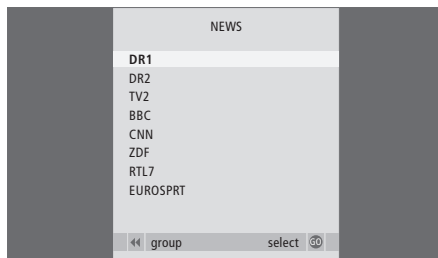 NEWS
DR1
DR2
TV2
BBC
CNN
ZDF
RTL7
EUROSPRT
group select GO